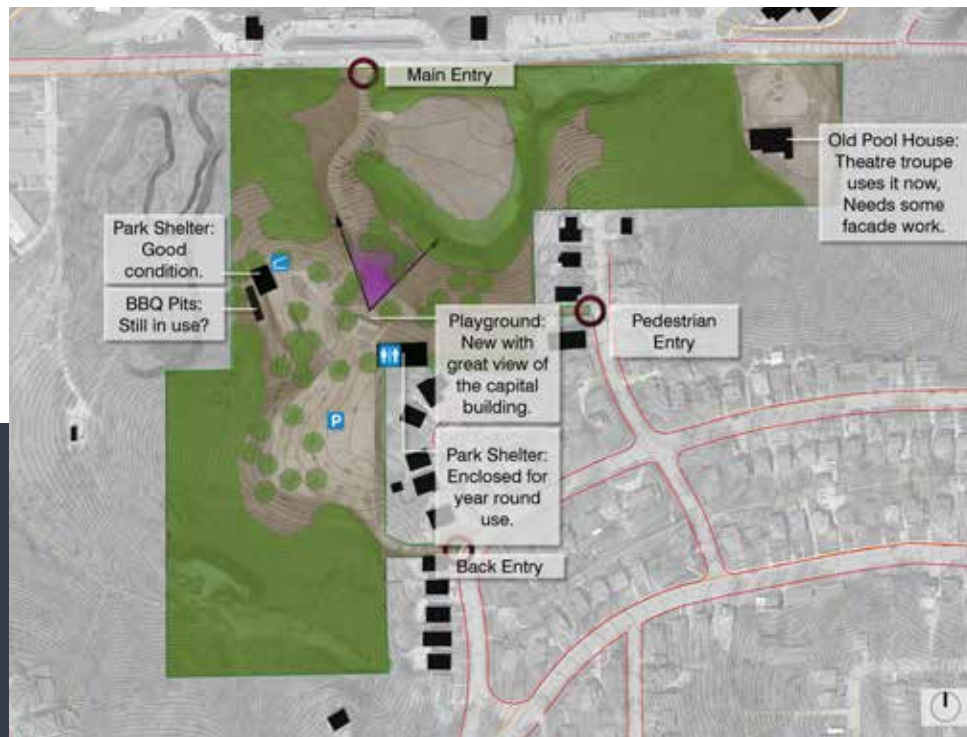 Main Entry
Old Pool House:
Theatre troupe
uses it now,
Needs some
facade work.
Park Shelter:
Good
condition.
BBQ Pits:
Still in use?
Playground:
New with
great view of
the capital
building.
Pedestrian
Entry
P
Park Shelter:
Enclosed for
year round
use.
Back Entry